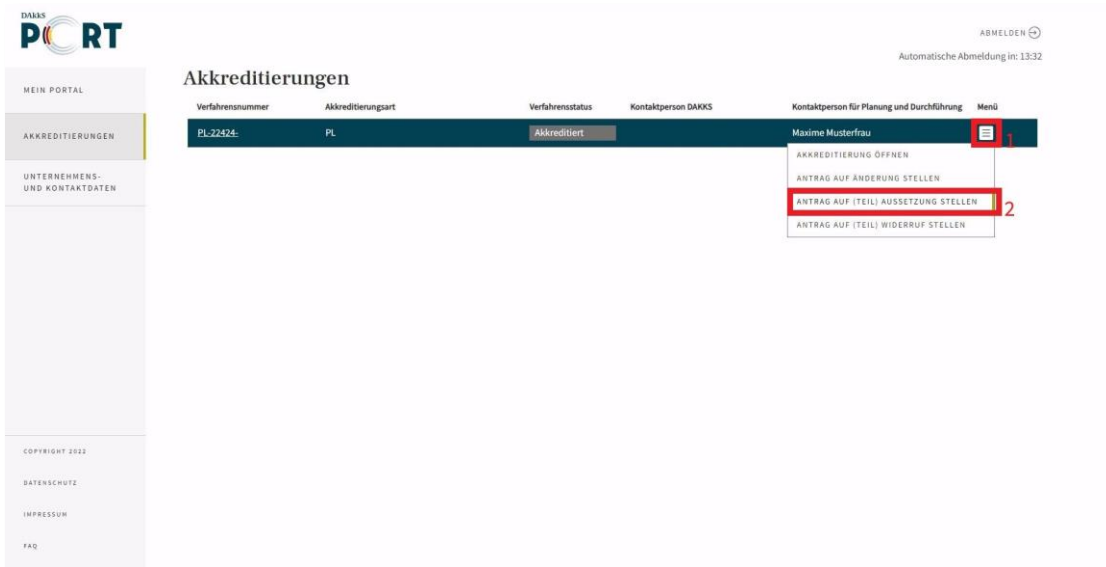 DAkkS
PORT
ABMELDEN
Automatische Abmeldung in: 13:32
MEIN PORTAL
AKKREDITIERUNGEN
UNTERNEHMENS-
UND KONTAKTDATEN
Akkreditierungen
Verfahrensnummer Akkreditierungsart Verfahrensstatus Kontaktperson DAKKS Kontaktperson für Planung und Durchführung Menü
PL-22424- PL Akkreditiert Maxime Musterfrau 1
AKKREDITIERUNG ÖFFNEN
ANTRAG AUF ÄNDERUNG STELLEN
ANTRAG AUF (TEIL) AUSSETZUNG STELLEN 2
ANTRAG AUF (TEIL) WIDERRUF STELLEN
COPYRIGHT 2022
DATENSCHUTZ
IMPRESSUM
FAQ